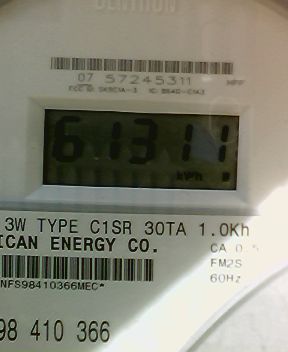 CENTRON
07 57245311
61311
kWh
3W TYPE C1SR 30TA 1.0Kh
ICAN ENERGY CO.
CA 0.5
FM2S
60Hz
NFS98410366MEC*
98 410 366